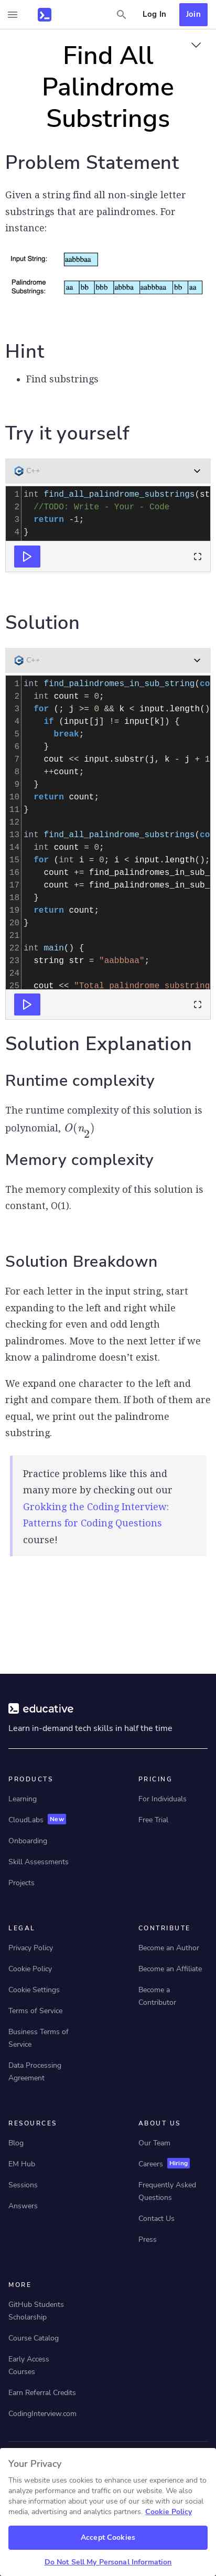 Log In
Join
Find All
Palindrome
Substrings
Problem Statement
Given a string find all non-single letter
substrings that are palindromes. For
instance:
Input String:
aabbbaa
Palindrome
Substrings:
aa bb bbb abbba aabbbaa bb aa
Hint
Find substrings
Try it yourself
C++
1 int find_all_palindrome_substrings(st
2 //TODO: Write - Your - Code
3 return -1;
4 }
Solution
C++
1 int find_palindromes_in_sub_string(co
2 int count = 0;
3 for (; j >= 0 && k < input.length()
4 if (input[j] != input[k]) {
5 break;
6 }
7 cout << input.substr(j, k - j + 1
8 ++count;
9 }
10 return count;
11 }
12
13 int find_all_palindrome_substrings(co
14 int count = 0;
15 for (int i = 0; i < input.length();
16 count += find_palindromes_in_sub_
17 count += find_palindromes_in_sub_
18 }
19 return count;
20 }
21
22 int main() {
23 string str = "aabbbaa";
24
25 cout << "Total palindrome substring
Solution Explanation
Runtime complexity
The runtime complexity of this solution is
polynomial, O(n2)
Memory complexity
The memory complexity of this solution is
constant, O(1).
Solution Breakdown
For each letter in the input string, start
expanding to the left and right while
checking for even and odd length
palindromes. Move to the next letter if we
know a palindrome doesn't exist.
We expand one character to the left and
right and compare them. If both of them are
equal, we print out the palindrome
substring.
Practice problems like this and
many more by checking out our
Grokking the Coding Interview:
Patterns for Coding Questions
course!
educative
Learn in-demand tech skills in half the time
PRODUCTS
Learning
CloudLabs New
Onboarding
Skill Assessments
Projects
PRICING
For Individuals
Free Trial
LEGAL
Privacy Policy
Cookie Policy
Cookie Settings
Terms of Service
Business Terms of
Service
Data Processing
Agreement
CONTRIBUTE
Become an Author
Become an Affiliate
Become a
Contributor
RESOURCES
Blog
EM Hub
Sessions
Answers
ABOUT US
Our Team
Careers Hiring
Frequently Asked
Questions
Contact Us
Press
MORE
GitHub Students
Scholarship
Course Catalog
Early Access
Courses
Earn Referral Credits
CodingInterview.com
Your Privacy
This website uses cookies to enhance user experience and to
analyze performance and traffic on our website. We also share
information about your use of our site with our social
media, advertising and analytics partners. Cookie Policy
Accept Cookies
Do Not Sell My Personal Information